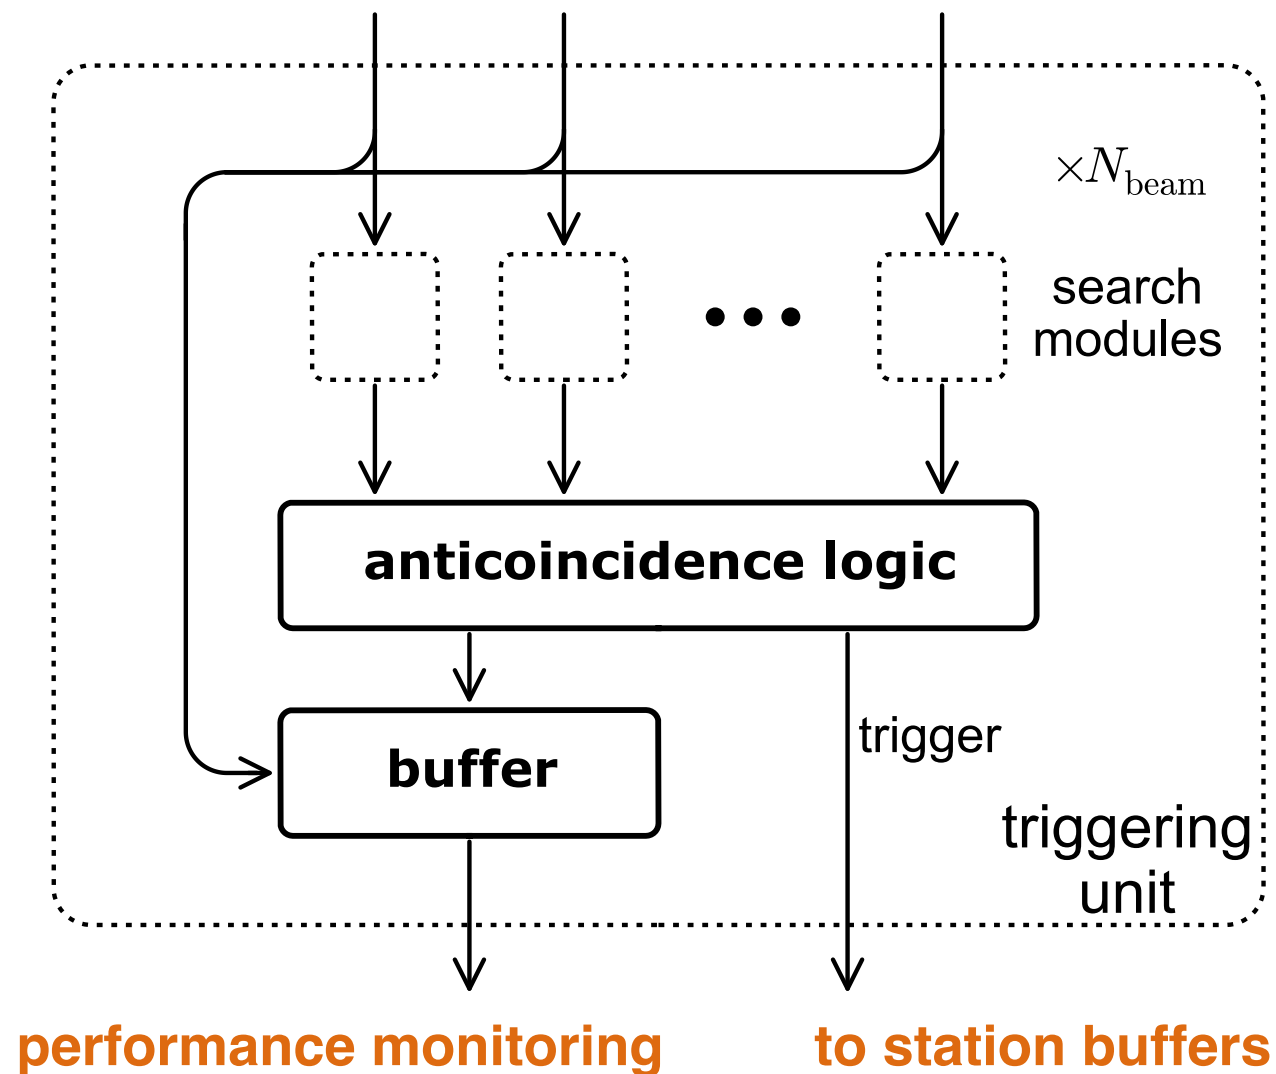 ×N_beam
search
modules
anticoincidence logic
buffer
trigger
triggering
unit
performance monitoring
to station buffers